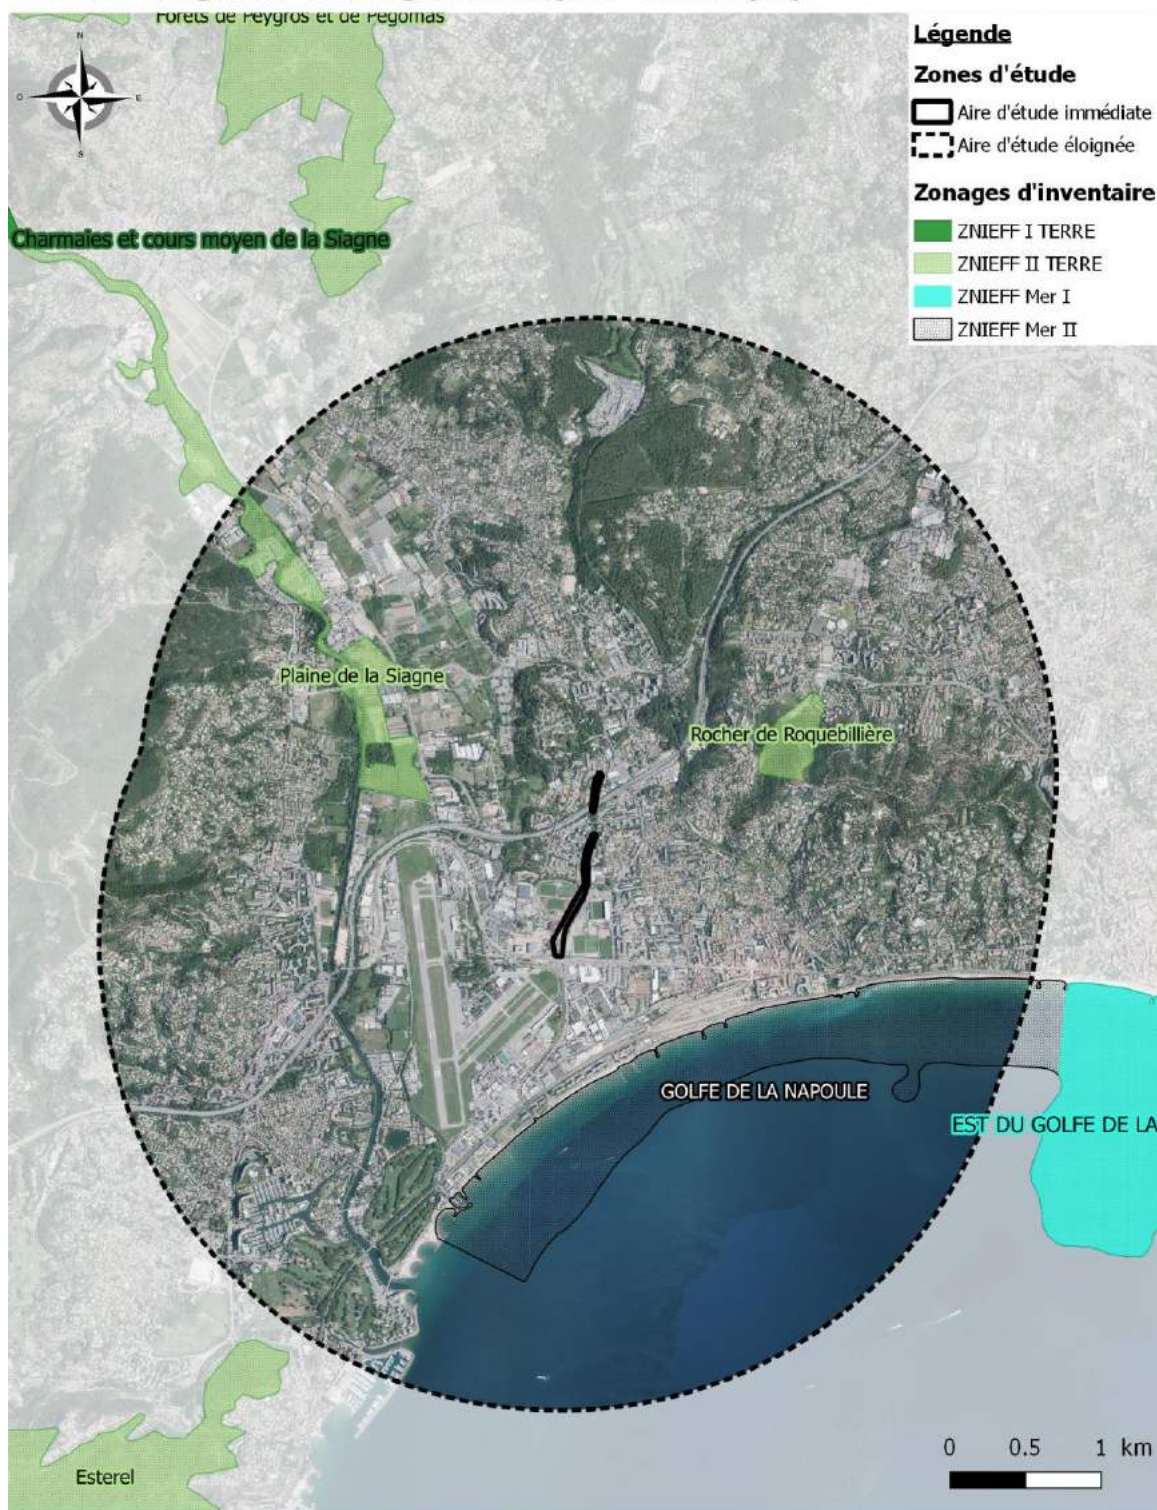 Forêts de Peygros et de Pégomas
N
O
E
S
Légende
Zones d'étude
Aire d'étude immédiate
Aire d'étude éloignée
Zonages d'inventaire
ZNIEFF I TERRE
ZNIEFF II TERRE
ZNIEFF Mer I
ZNIEFF Mer II
Charmaies et cours moyen de la Siagne
Plaine de la Siagne
Rocher de Roquebillière
GOLFE DE LA NAPOULE
EST DU GOLFE DE LA
Esterel
0 0.5 1 km